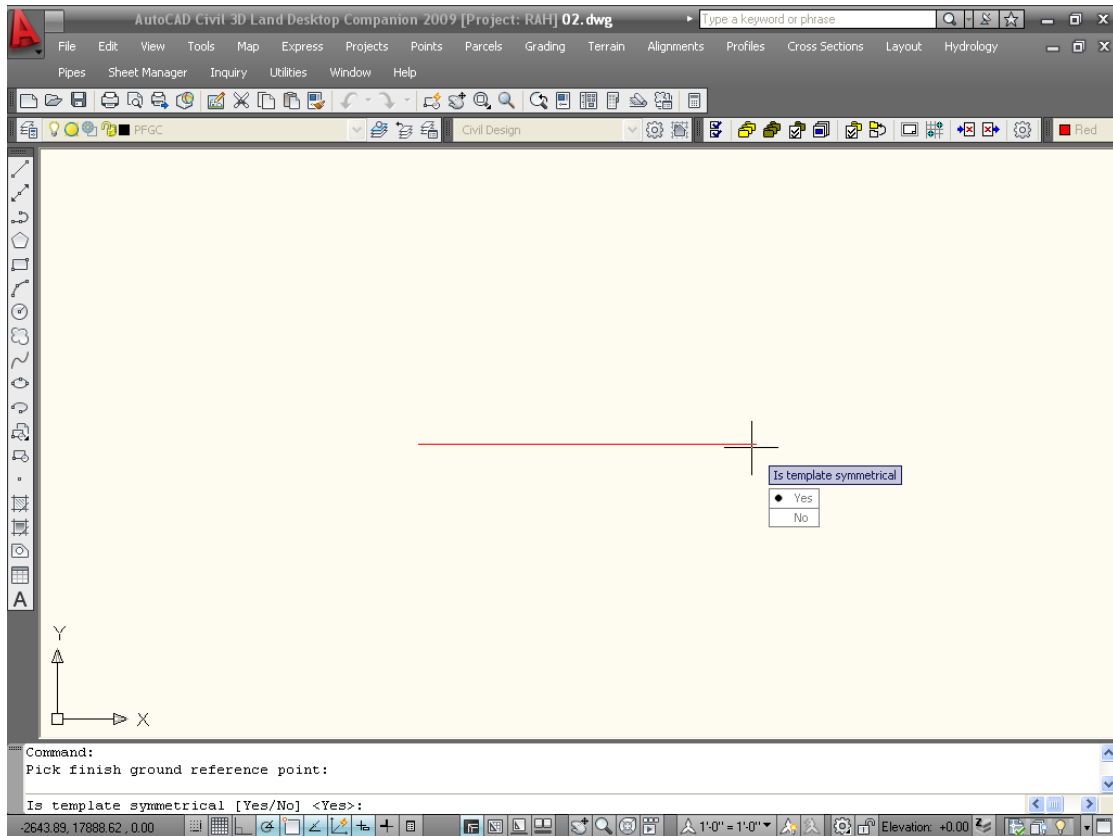 AutoCAD Civil 3D Land Desktop Companion 2009 [Project: RAH] 02.dwg
Type a keyword or phrase
File Edit View Tools Map Express Projects Points Parcels Grading Terrain Alignments Profiles Cross Sections Layout Hydrology
Pipes Sheet Manager Inquiry Utilities Window Help
PFGC Civil Design Red
A
Is template symmetrical
Yes
No
Y
X
Command:
Pick finish ground reference point:
Is template symmetrical [Yes/No] <Yes>:
-2643.89, 17888.62, 0.00 1'-0" = 1'-0" Elevation: +0.00